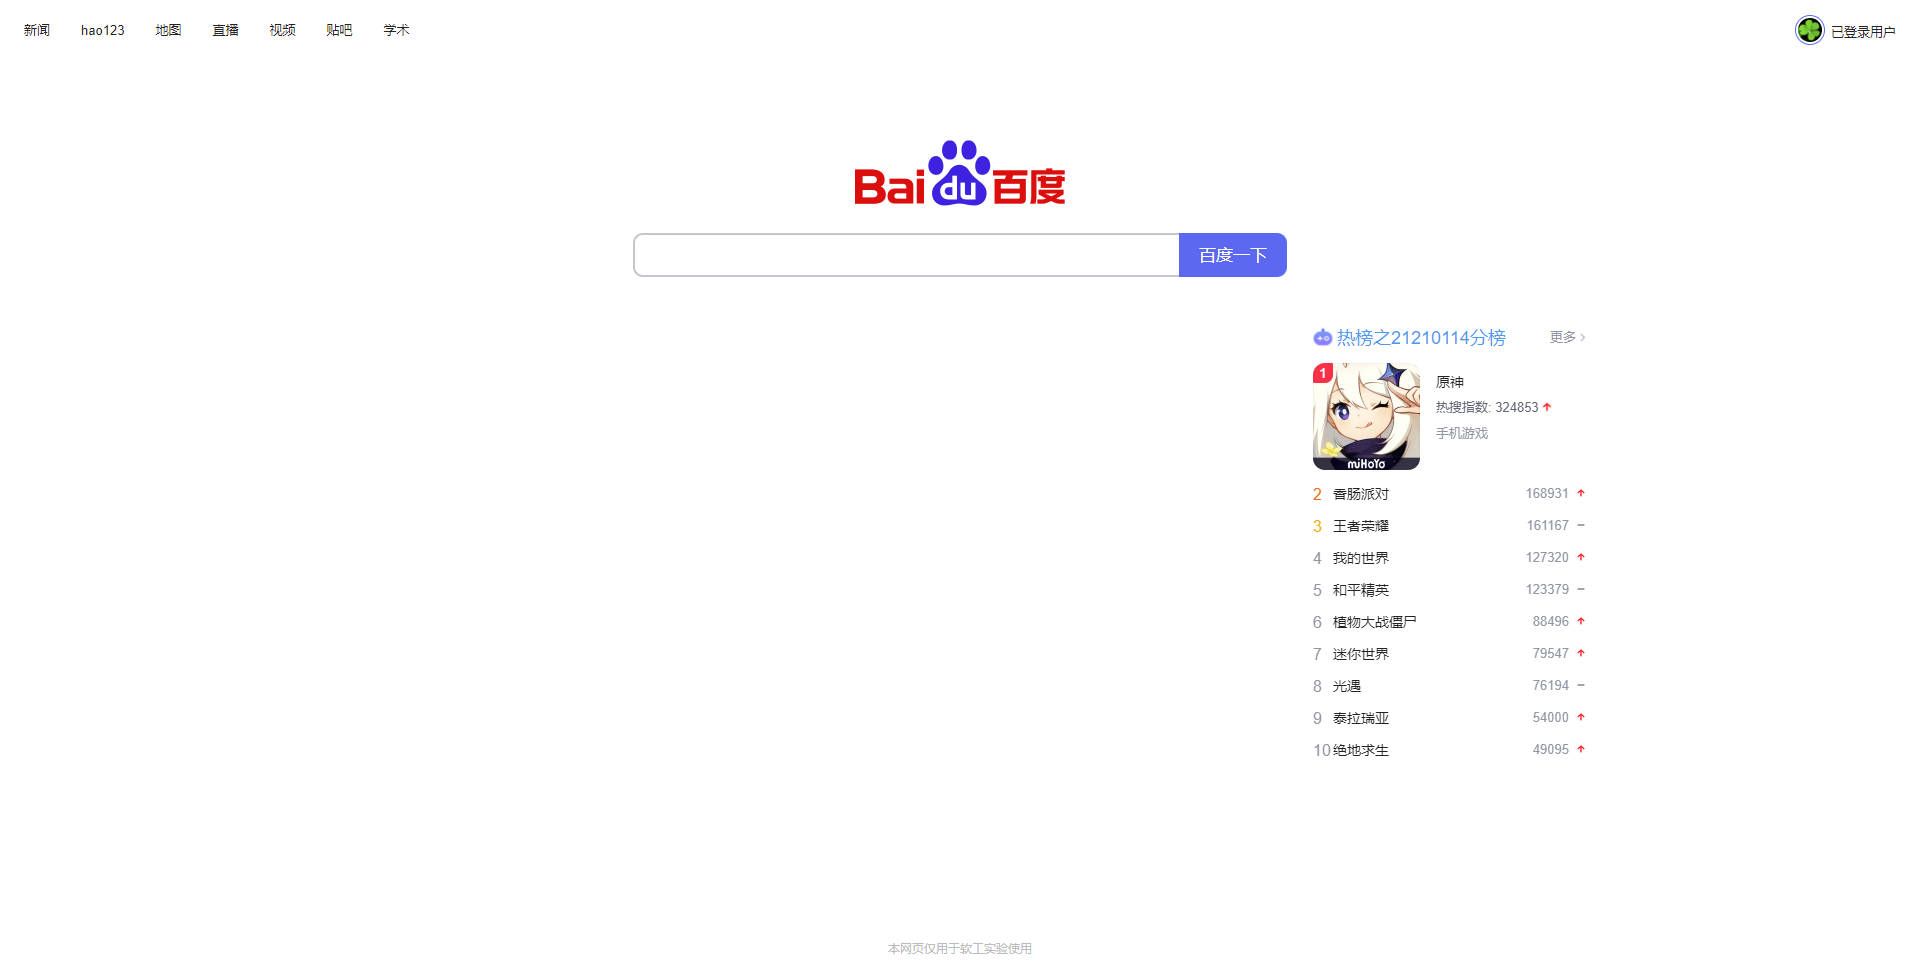 新闻 hao123 地图 直播 视频 贴吧 学术 已登录用户
Bai du 百度
百度一下
热榜之21210114分榜 更多
1
原神
热搜指数: 324853
手机游戏
miHoYo
2 香肠派对 168931
3 王者荣耀 161167
4 我的世界 127320
5 和平精英 123379
6 植物大战僵尸 88496
7 迷你世界 79547
8 光遇 76194
9 泰拉瑞亚 54000
10 绝地求生 49095
本网页仅用于软工实验使用